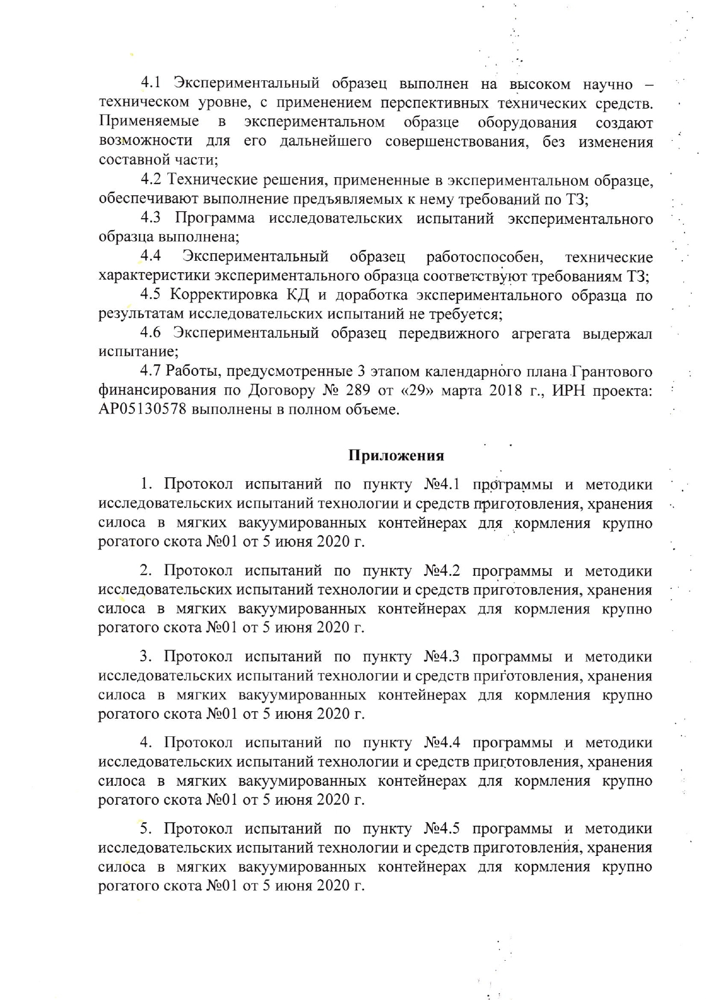 4.1 Экспериментальный образец выполнен на высоком научно –
техническом уровне, с применением перспективных технических средств.
Применяемые в экспериментальном образце оборудования создают
возможности для его дальнейшего совершенствования, без изменения
составной части;
4.2 Технические решения, примененные в экспериментальном образце,
обеспечивают выполнение предъявляемых к нему требований по ТЗ;
4.3 Программа исследовательских испытаний экспериментального
образца выполнена;
4.4 Экспериментальный образец работоспособен, технические
характеристики экспериментального образца соответствуют требованиям ТЗ;
4.5 Корректировка КД и доработка экспериментального образца по
результатам исследовательских испытаний не требуется;
4.6 Экспериментальный образец передвижного агрегата выдержал
испытание;
4.7 Работы, предусмотренные 3 этапом календарного плана Грантового
финансирования по Договору № 289 от «29» марта 2018 г., ИРН проекта:
АР05130578 выполнены в полном объеме.
Приложения
1. Протокол испытаний по пункту №4.1 программы и методики
исследовательских испытаний технологии и средств приготовления, хранения
силоса в мягких вакуумированных контейнерах для кормления крупно
рогатого скота №01 от 5 июня 2020 г.
2. Протокол испытаний по пункту №4.2 программы и методики
исследовательских испытаний технологии и средств приготовления, хранения
силоса в мягких вакуумированных контейнерах для кормления крупно
рогатого скота №01 от 5 июня 2020 г.
3. Протокол испытаний по пункту №4.3 программы и методики
исследовательских испытаний технологии и средств приготовления, хранения
силоса в мягких вакуумированных контейнерах для кормления крупно
рогатого скота №01 от 5 июня 2020 г.
4. Протокол испытаний по пункту №4.4 программы и методики
исследовательских испытаний технологии и средств приготовления, хранения
силоса в мягких вакуумированных контейнерах для кормления крупно
рогатого скота №01 от 5 июня 2020 г.
5. Протокол испытаний по пункту №4.5 программы и методики
исследовательских испытаний технологии и средств приготовления, хранения
силоса в мягких вакуумированных контейнерах для кормления крупно
рогатого скота №01 от 5 июня 2020 г.